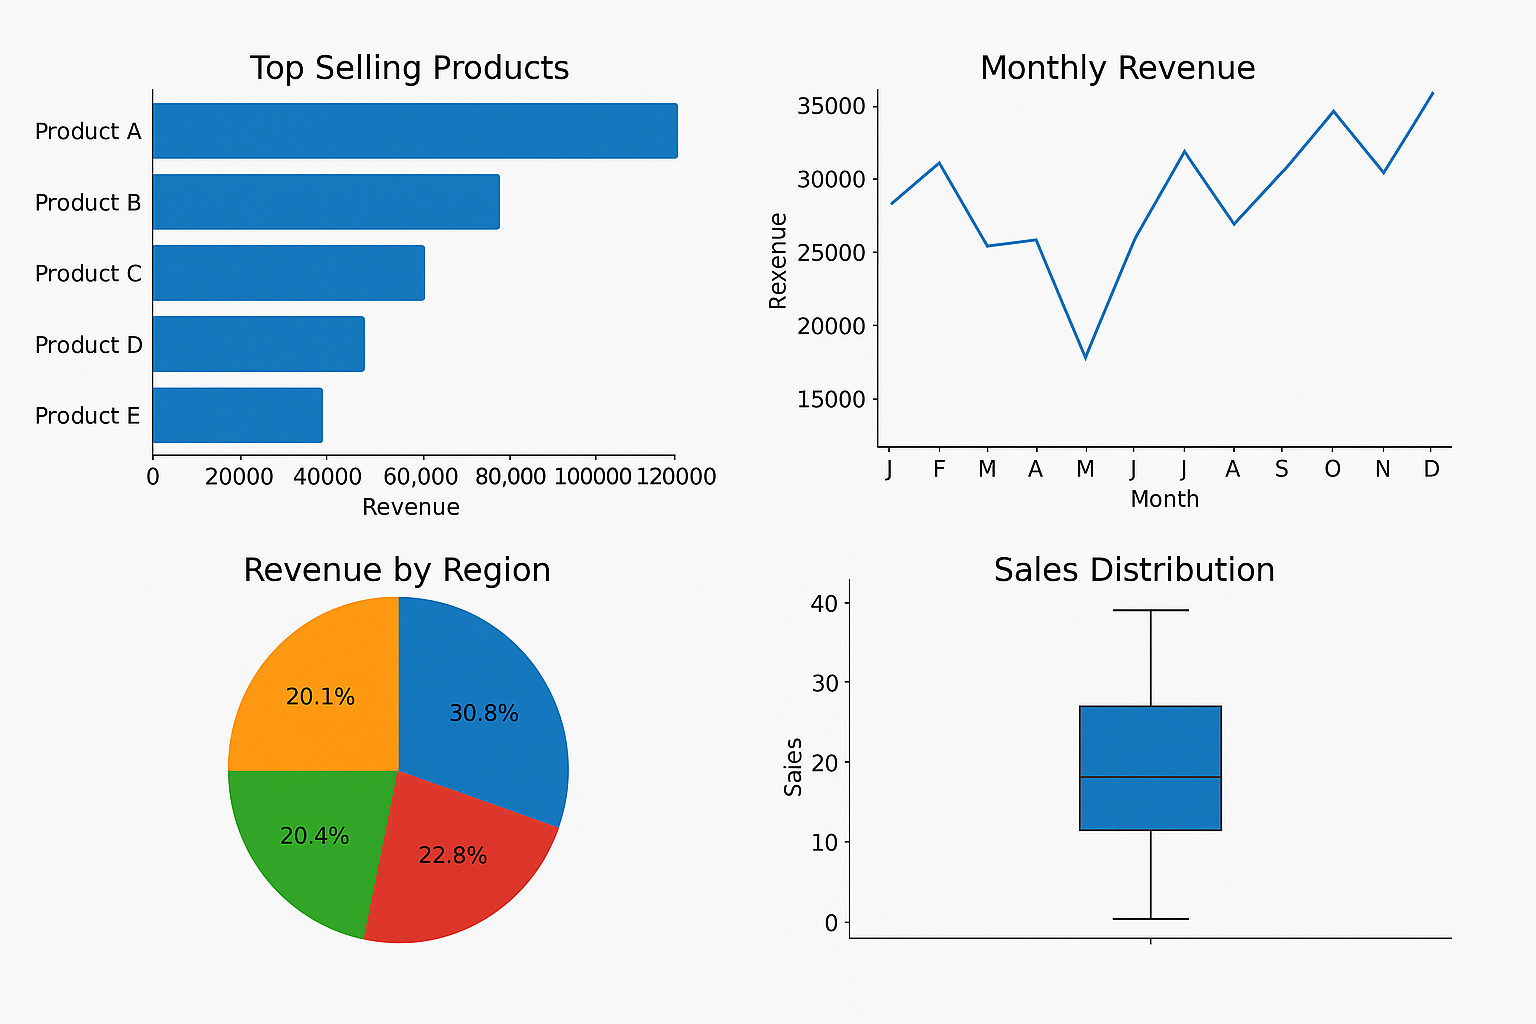 Top Selling Products
Product A
Product B
Product C
Product D
Product E
0 20000 40000 60,000 80,000 100000 120000
Revenue
Monthly Revenue
Rexenue
35000
30000
25000
20000
15000
J F M A M J J A S O N D
Month
Revenue by Region
20.1%
30.8%
20.4%
22.8%
Sales Distribution
Saies
40
30
20
10
0